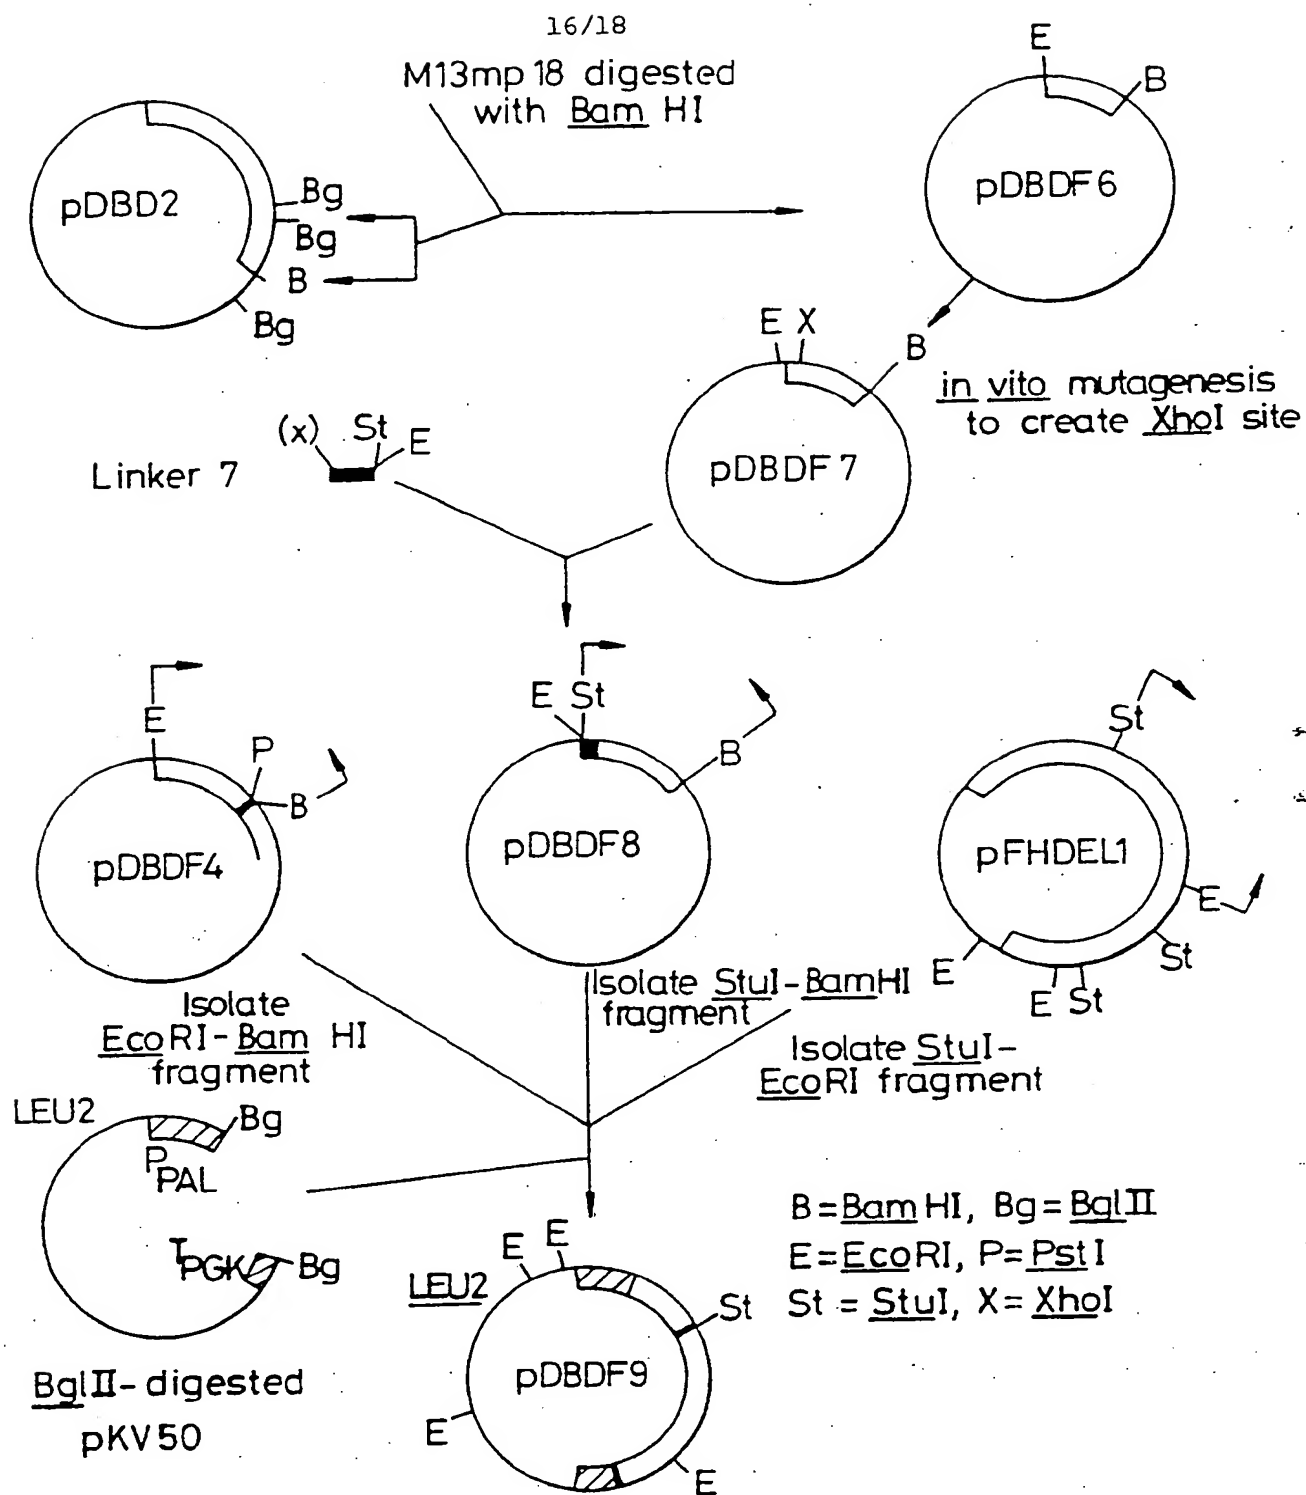 16/18
M13mp18 digested
with Bam HI
E
B
pDBD2
Bg
Bg
B
Bg
pDBDF6
E X
B
in vito mutagenesis
to create XhoI site
(x) St E
Linker 7
pDBDF7
E
P
B
pDBDF4
E St
B
pDBDF8
St
E
St
E St
E
pFHDEL1
Isolate
EcoRI-Bam HI
fragment
Isolate StuI-BamHI
fragment
Isolate StuI-
EcoRI fragment
LEU2
Bg
PPAL
TPGK
Bg
BglII-digested
pKV50
E E
LEU2
St
pDBDF9
E
E
B=Bam HI, Bg=BglII
E=EcoRI, P=PstI
St = StuI, X= XhoI